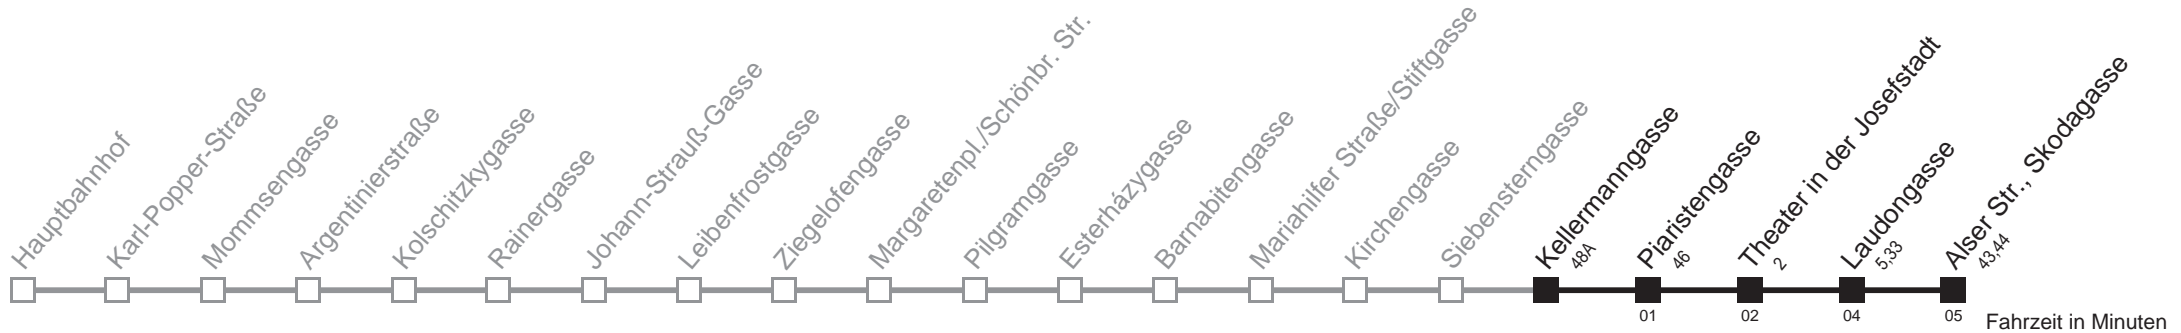 Hauptbahnhof
Karl-Popper-Straße
Mommsengasse
Argentinierstraße
Kolschitzkygasse
Rainergasse
Johann-Strauß-Gasse
Leibenfrostgasse
Ziegelofengasse
Margaretenpl./Schönbr. Str.
Pilgramgasse
Esterházygasse
Barnabitengasse
Mariahilfer Straße/Stiftgasse
Kirchengasse
Siebensterngasse
Kellermanngasse
48A
Piaristengasse
46
Theater in der Josefstadt
2
Laudongasse
5,33
Alser Str., Skodagasse
43,44
01
02
04
05
Fahrzeit in Minuten